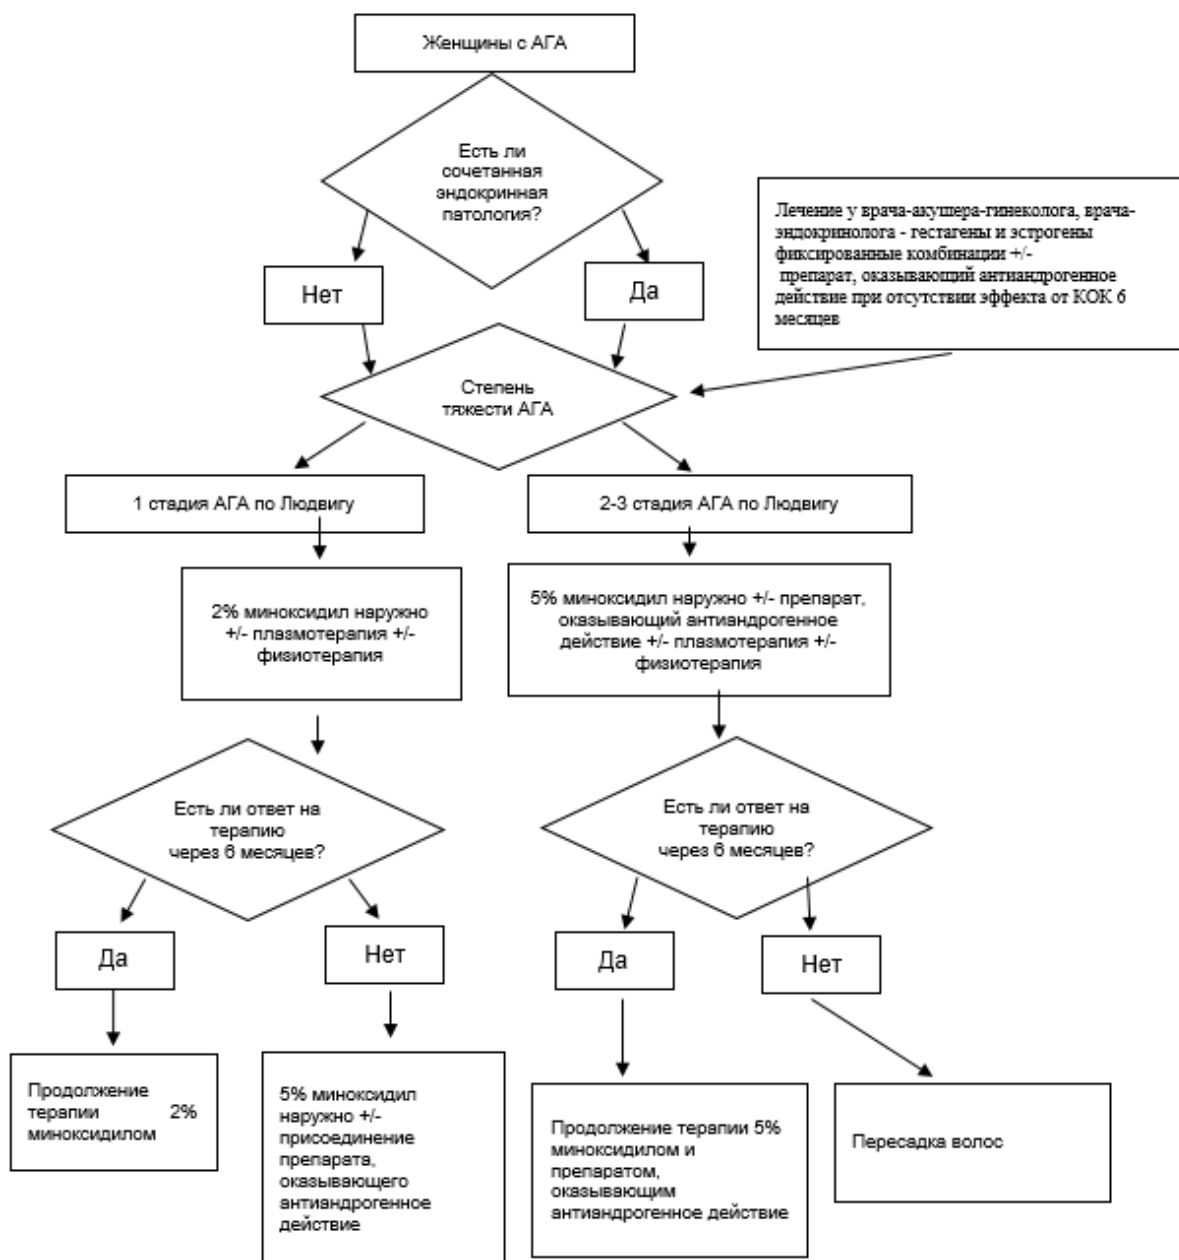 Женщины с АГА
Есть ли
сочетанная
эндокринная
патология?
Лечение у врача-акушера-гинеколога, врача-
эндокринолога - гестагены и эстрогены
фиксированные комбинации +/-
препарат, оказывающий антиандрогенное
действие при отсутствии эффекта от КОК 6
месяцев
Нет
Да
Степень
тяжести АГА
1 стадия АГА по Людвигу
2-3 стадия АГА по Людвигу
2% миноксидил наружно
+/- плазмотерапия +/-
физиотерапия
5% миноксидил наружно +/- препарат,
оказывающий антиандрогенное
действие +/- плазмотерапия +/-
физиотерапия
Есть ли ответ на
терапию
через 6 месяцев?
Есть ли ответ на
терапию
через 6 месяцев?
Да
Нет
Да
Нет
Продолжение
терапии 2%
миноксидилом
5% миноксидил
наружно +/-
присоединение
препарата,
оказывающего
антиандрогенное
действие
Продолжение терапии 5%
миноксидилом и
препаратом,
оказывающим
антиандрогенное действие
Пересадка волос